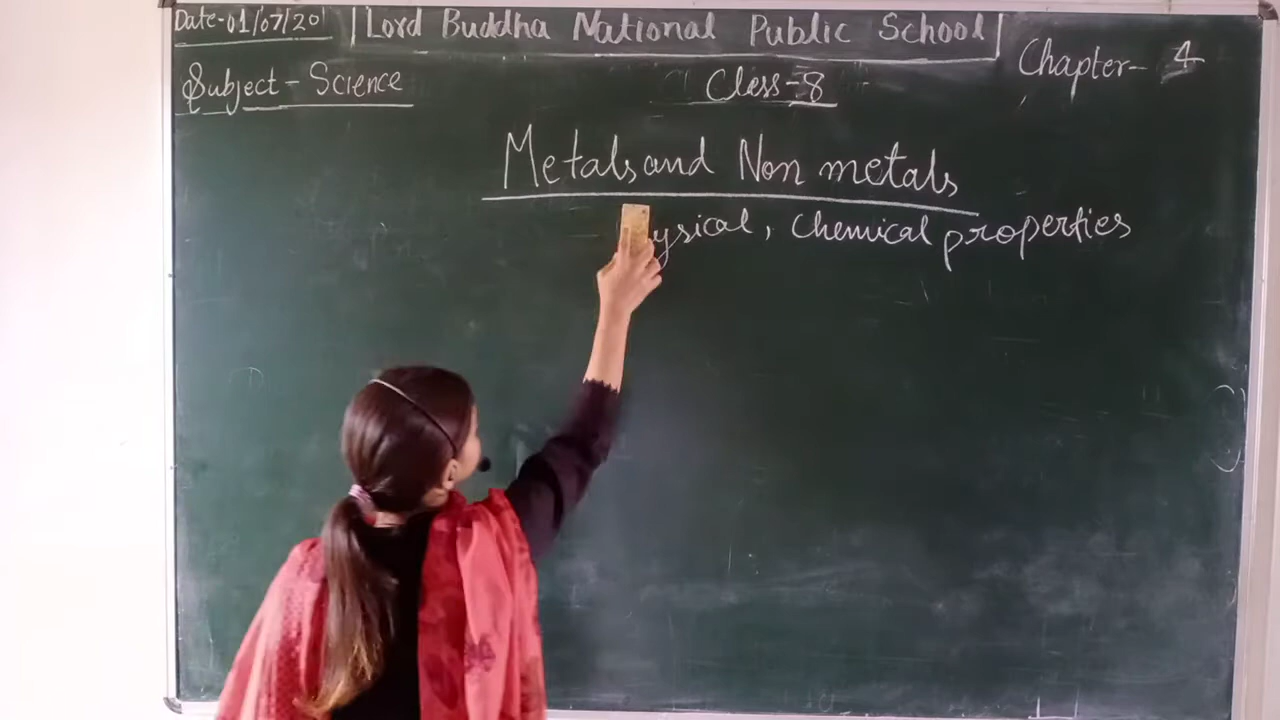 Date-01/07/20
Lord Buddha National Public School
Chapter- 4
Subject - Science
Class-8
Metals and Non metals
ysical, Chemical properties